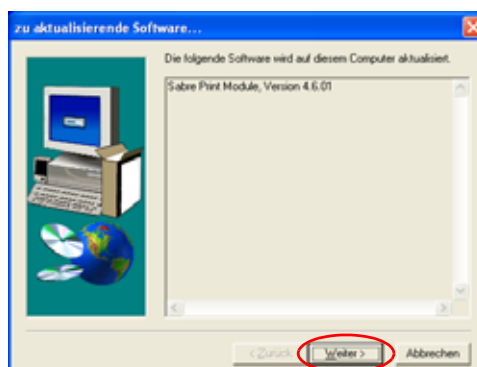 zu aktualisierende Software...
Die folgende Software wird auf diesem Computer aktualisiert.
Sabre Print Module, Version 4.6.01
< Zurück
Weiter >
Abbrechen